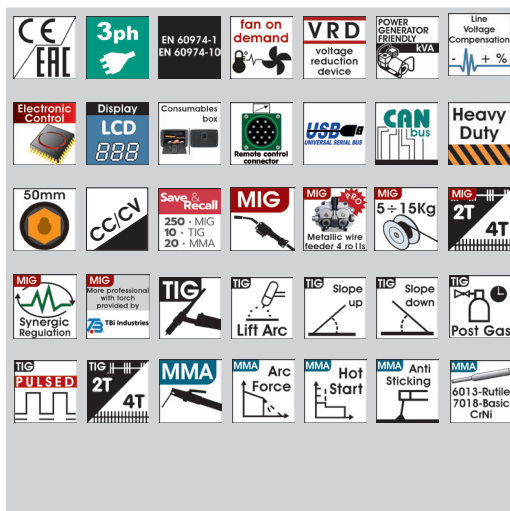 CE
EAC
3ph
EN 60974-1
EN 60974-10
fan on
demand
VRD
voltage
reduction
device
POWER
GENERATOR
FRIENDLY
kVA
Line
Voltage
Compensation
- + %
Electronic
Control
Display
LCD
888
Consumables
box
Remote control
connector
USB
UNIVERSAL SERIAL BUS
CAN
bus
Heavy
Duty
50mm
CC/CV
Save &
Recall
250 • MIG
10 • TIG
20 • MMA
MIG
MIG
PRO
Metallic wire
feeder 4 rolls
MIG
5÷15Kg
MIG
2T
4T
MIG
Synergic
Regulation
MIG
More professional
with torch
provided by
TBi Industries
TIG
TIG
Lift Arc
TIG
Slope
up
TIG
Slope
down
TIG
Post Gas
TIG
PULSED
TIG
2T
4T
MMA
MMA
Arc
Force
MMA
Hot
Start
MMA
Anti
Sticking
MMA
6013-Rutile
7018-Basic
CrNi